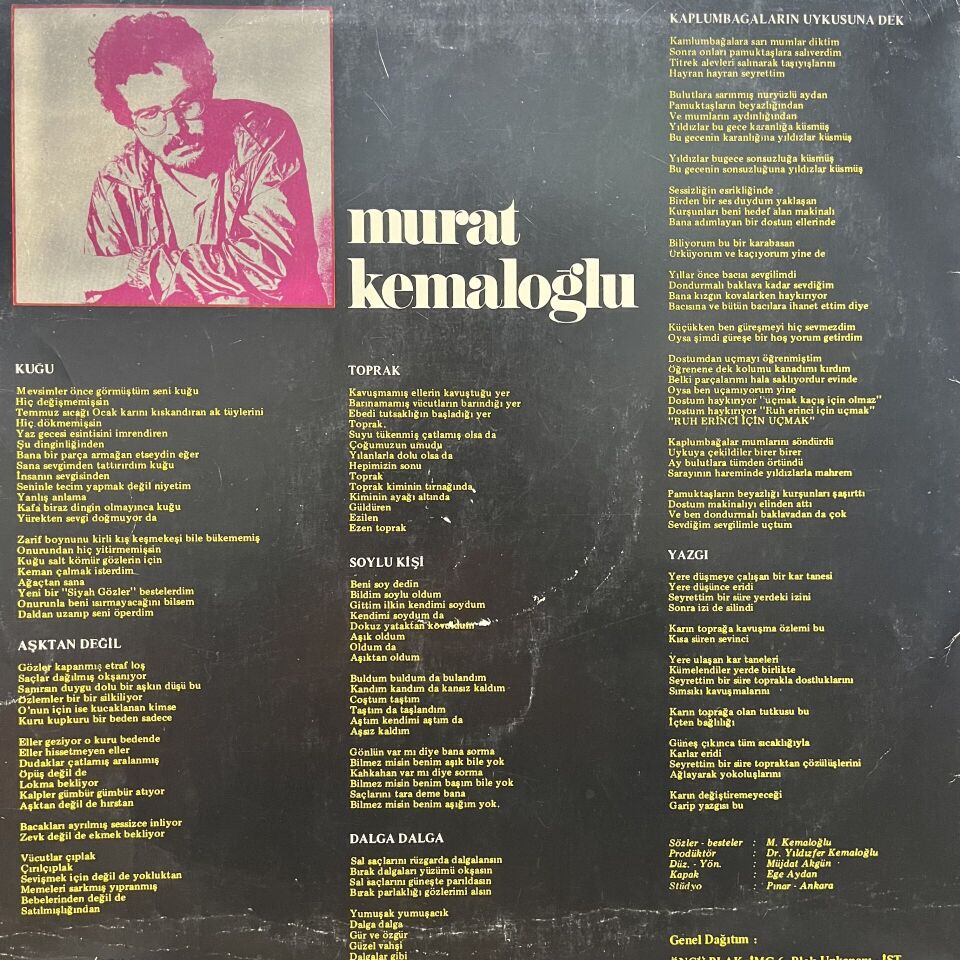 murat
kemaloğlu
KUĞU
Mevsimler önce görmüştüm seni kuğu
Hiç değişmemişsin
Temmuz sıcağı Ocak karını kıskandıran ak tüylerini
Hiç dökmemişsin
Yaz gecesi esintisini imrendiren
Şu dinginliğinden
Bana bir parça armağan etseydin eğer
Sana sevgimden tattırırdım kuğu
İnsanın sevgisinden
Seninle tecim yapmak değil niyetim
Yanlış anlama
Kafa biraz dingin olmayınca kuğu
Yürekten sevgi doğmuyor da
Zarif boynunu kirli kış keşmekeşi bile bükememiş
Onurundan hiç yitirmemişsin
Kuğu salt kömür gözlerin için
Keman çalmak isterdim
Ağaçtan sana
Yeni bir "Siyah Gözler" bestelerdim
Onurunla beni ısırmayacağını bilsem
Daldan uzanıp seni öperdim
AŞKTAN DEĞİL
Gözler kapanmış etraf loş
Saçlar dağılmış okşanıyor
Sanırsan duygu dolu bir aşkın düşü bu
Özlemler bir bir silkiliyor
O'nun için ise kucaklanan kimse
Kuru kupkuru bir beden sadece
Eller geziyor o kuru bedende
Eller hissetmeyen eller
Dudaklar çatlamış aralanmış
Öpüş değil de
Lokma bekliyor
Kalpler gümbür gümbür atıyor
Aşktan değil de hırstan
Bacakları ayrılmış sessizce inliyor
Zevk değil de ekmek bekliyor
Vücutlar çıplak
Çırılçıplak
Sevişmek için değil de yokluktan
Memeleri sarkmış yıpranmış
Bebelerinden değil de
Satılmışlığından
TOPRAK
Kavuşmamış ellerin kavuştuğu yer
Barınamamış vücutların barındığı yer
Ebedi tutsaklığın başladığı yer
Toprak.
Suyu tükenmiş çatlamış olsa da
Çoğumuzun umudu
Yılanlarla dolu olsa da
Hepimizin sonu
Toprak
Toprak kiminin tırnağında
Kiminin ayağı altında
Güldüren
Ezilen
Ezen toprak
SOYLU KİŞİ
Beni soy dedin
Bildim soylu oldum
Gittim ilkin kendimi soydum
Kendimi soydum da
Dokuz yataktan kovuldum
Aşık oldum
Oldum da
Aşıktan oldum
Buldum buldum da bulandım
Kandım kandım da kansız kaldım
Coştum taştım
Taştım da taşlandım
Aştım kendimi aştım da
Aşsız kaldım
Gönlün var mı diye bana sorma
Bilmez misin benim aşık bile yok
Kahkahan var mı diye sorma
Bilmez misin benim başım bile yok
Saçlarını tara deme bana
Bilmez misin benim aşığım yok.
DALGA DALGA
Sal saçlarını rüzgarda dalgalansın
Bırak dalgaları yüzümü okşasın
Sal saçlarını güneşte parıldasın
Bırak parlaklığı gözlerimi alsın
Yumuşak yumuşacık
Dalga dalga
Gür ve özgür
Güzel vahşi
Dalgalar gibi
KAPLUMBAĞALARIN UYKUSUNA DEK
Kamlumbağalara sarı mumlar diktim
Sonra onları pamuktaşlara salıverdim
Titrek alevleri salınarak taşıyışlarını
Hayran hayran seyrettim
Bulutlara sarınmış nuryüzlü aydan
Pamuktaşların beyazlığından
Ve mumların aydınlığından
Yıldızlar bu gece karanlığa küsmüş
Bu gecenin karanlığına yıldızlar küsmüş
Yıldızlar bugece sonsuzluğa küsmüş
Bu gecenin sonsuzluğuna yıldızlar küsmüş
Sessizliğin esrikliğinde
Birden bir ses duydum yaklaşan
Kurşunları beni hedef alan makinalı
Bana adımlayan bir dostun ellerinde
Biliyorum bu bir karabasan
Ürküyorum ve kaçıyorum yine de
Yıllar önce bacısı sevgilimdi
Dondurmalı baklava kadar sevdiğim
Bana kızgın kovalarken haykırıyor
Bacısına ve bütün bacılara ihanet ettim diye
Küçükken ben güreşmeyi hiç sevmezdim
Oysa şimdi güreşe bir hoş yorum getirdim
Dostumdan uçmayı öğrenmiştim
Öğrenene dek kolumu kanadımı kırdım
Belki parçalarımı hala saklıyordur evinde
Oysa ben uçamıyorum yine
Dostum haykırıyor "uçmak kaçış için olmaz"
Dostum haykırıyor "Ruh erinci için uçmak"
"RUH ERİNCİ İÇİN UÇMAK"
Kaplumbağalar mumlarını söndürdü
Uykuya çekildiler birer birer
Ay bulutlara tümden örtündü
Sarayının hareminde yıldızlarla mahrem
Pamuktaşların beyazlığı kurşunları şaşırttı
Dostum makinalıyı elinden attı
Ve ben dondurmalı baklavadan da çok
Sevdiğim sevgilimle uçtum
YAZGI
Yere düşmeye çalışan bir kar tanesi
Yere düşünce eridi
Seyrettim bir süre yerdeki izini
Sonra izi de silindi
Karın toprağa kavuşma özlemi bu
Kısa süren sevinci
Yere ulaşan kar taneleri
Kümelendiler yerde birlikte
Seyrettim bir süre toprakla dostluklarını
Sımsıkı kavuşmalarını
Karın toprağa olan tutkusu bu
İçten bağlılığı
Güneş çıkınca tüm sıcaklığıyla
Karlar eridi
Seyrettim bir süre topraktan çözülüşlerini
Ağlayarak yokoluşlarını
Karın değiştiremeyeceği
Garip yazgısı bu
Sözler - besteler : M. Kemaloğlu
Prodüktör : Dr. Yıldızfer Kemaloğlu
Düz. - Yön. : Müjdat Akgün
Kapak : Ege Aydan
Stüdyo : Pınar - Ankara
Genel Dağıtım :
ÖNCÜ PLAK İMÇ 6. Blok Unkapanı İST